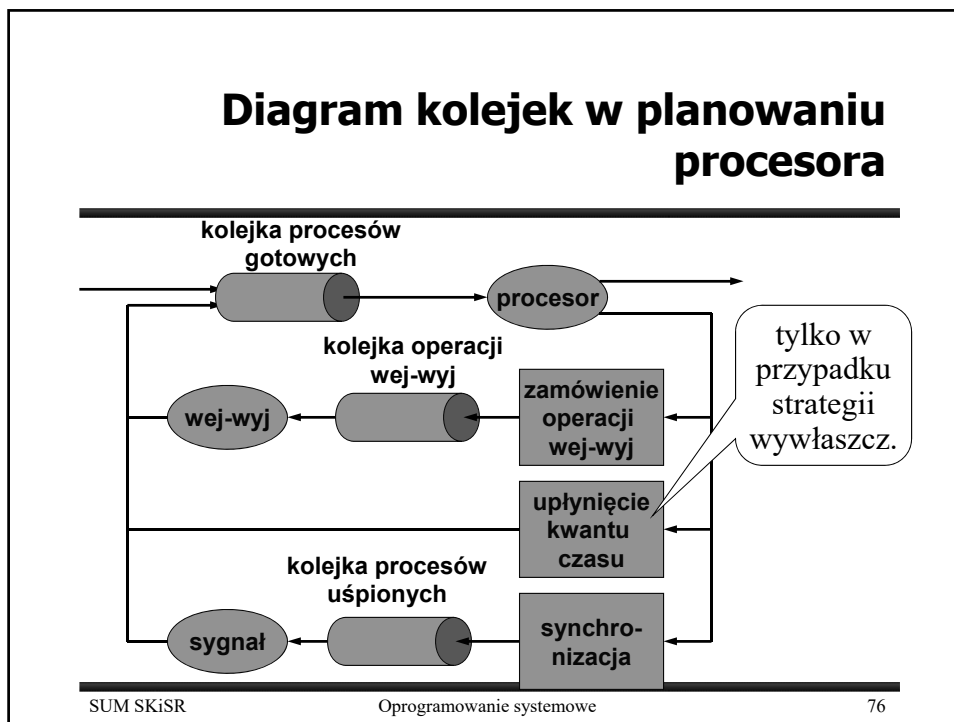 Diagram kolejek w planowaniu
procesora
kolejka procesów
gotowych
procesor
tylko w
przypadku
strategii
wywłaszcz.
kolejka operacji
wej-wyj
wej-wyj
zamówienie
operacji
wej-wyj
upłynięcie
kwantu
czasu
kolejka procesów
uśpionych
sygnał
synchro-
nizacja
SUM SKiSR
Oprogramowanie systemowe
76